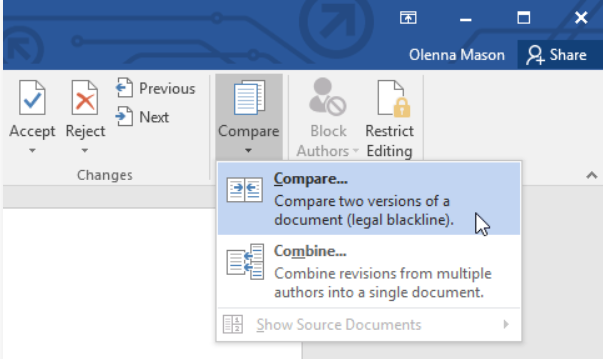 Olenna Mason Share
Previous
Next
Accept Reject Compare Block Restrict
Authors Editing
Changes
Compare...
Compare two versions of a
document (legal blackline).
Combine...
Combine revisions from multiple
authors into a single document.
Show Source Documents